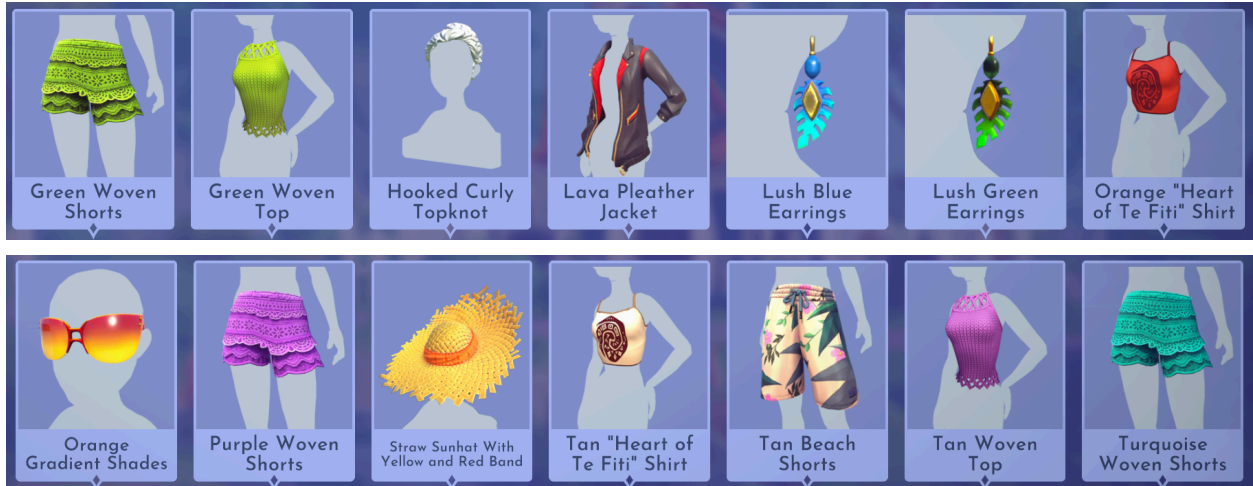 Green Woven
Shorts
Green Woven
Top
Hooked Curly
Topknot
Lava Pleather
Jacket
Lush Blue
Earrings
Lush Green
Earrings
Orange "Heart
of Te Fiti" Shirt
Orange
Gradient Shades
Purple Woven
Shorts
Straw Sunhat With
Yellow and Red Band
Tan "Heart of
Te Fiti" Shirt
Tan Beach
Shorts
Tan Woven
Top
Turquoise
Woven Shorts